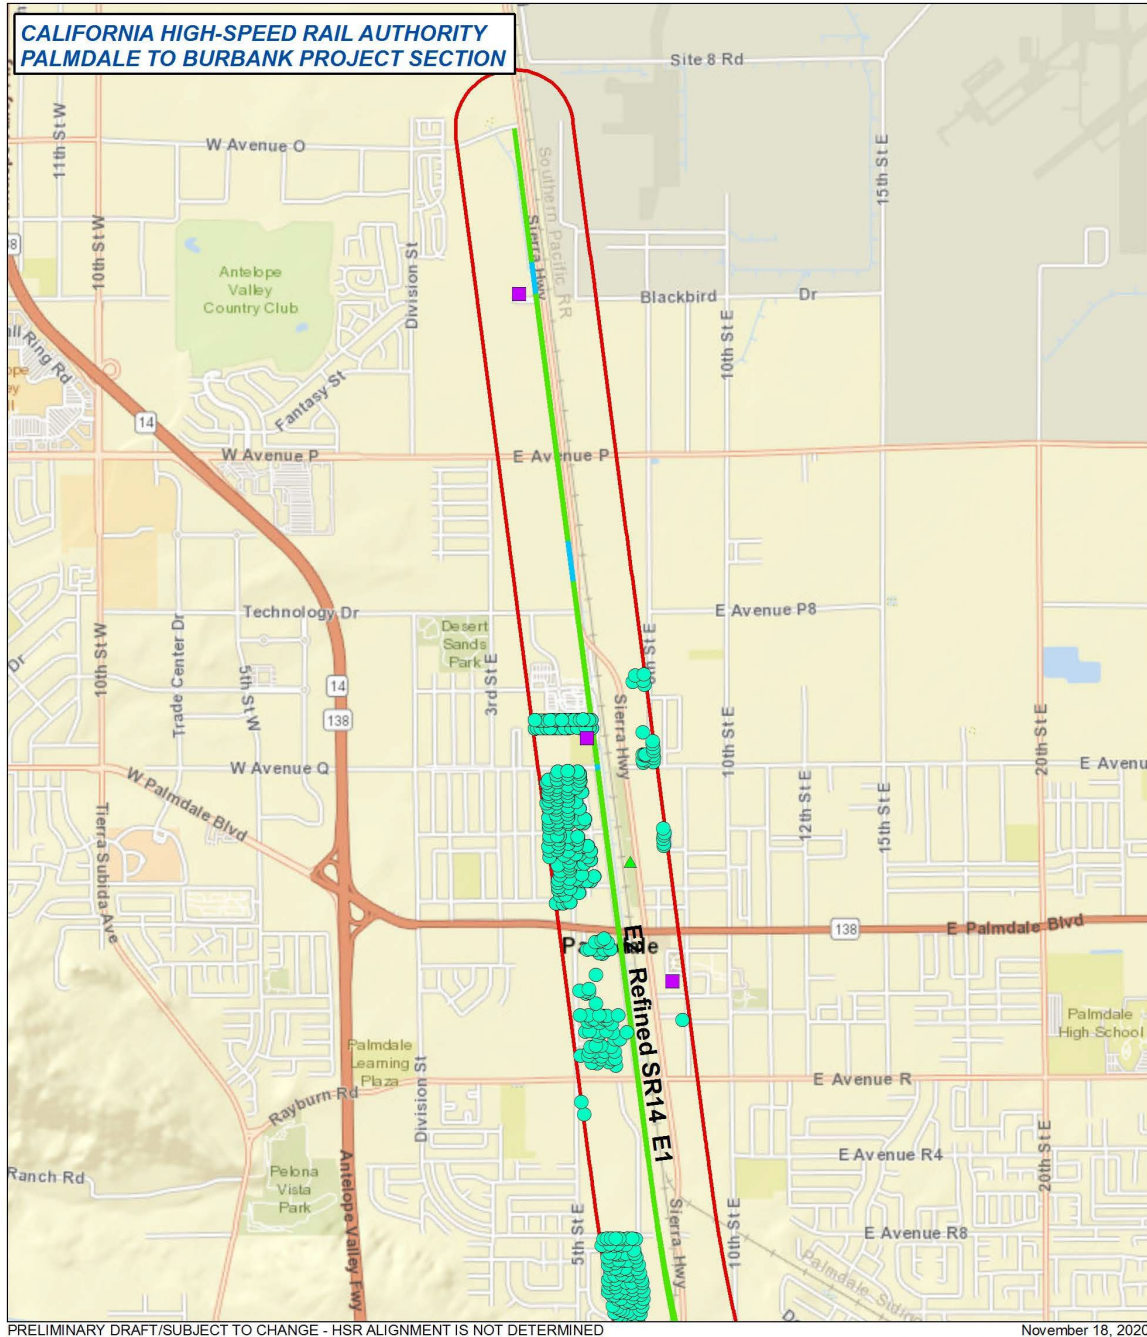 CALIFORNIA HIGH-SPEED RAIL AUTHORITY
PALMDALE TO BURBANK PROJECT SECTION
Site 8 Rd
11th St W
W Avenue O
15th St E
Southern Pacific RR
Sierra Hwy
10th St W
Division St
Antelope
Valley
Country Club
Blackbird Dr
10th St E
Ring Rd
Fantasy St
14
W Avenue P
E Avenue P
Technology Dr
E Avenue P8
Desert
Sands
Park
Dr
10th St W
Trade Center Dr
5th St W
3rd St E
14
138
Sierra Hwy
10th St E
20th St E
W Avenue Q
E Avenu
W Palmdale Blvd
12th St E
15th St E
Tierra Subida Ave
138
E Palmdale Blvd
Refined SR14 E1
Palmdale
High School
Palmdale
Learning
Plaza
Division St
E Avenue R
Rayburn Rd
E Avenue R4
20th St E
Ranch Rd
Pelona
Vista
Park
Antelope Valley Fwy
5th St E
Sierra Hwy
10th St E
E Avenue R8
Palmdale Siding
PRELIMINARY DRAFT/SUBJECT TO CHANGE - HSR ALIGNMENT IS NOT DETERMINED
November 18, 2020